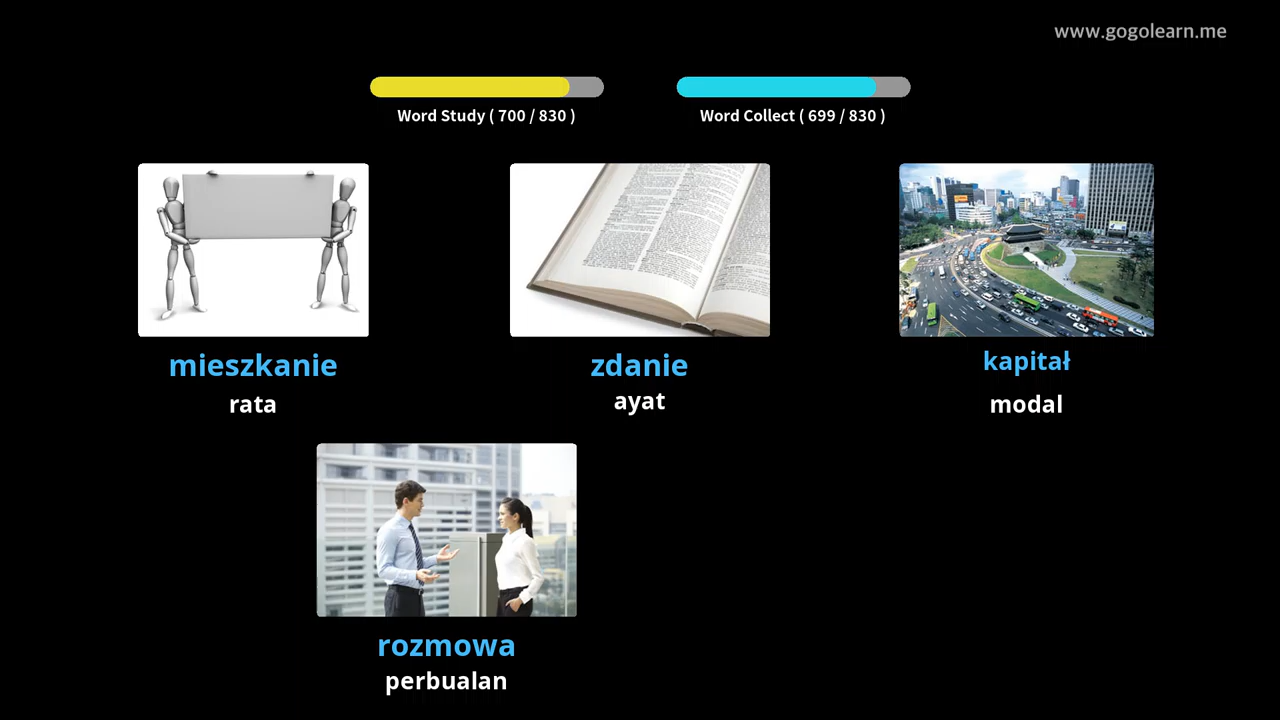 www.gogolearn.me
Word Study ( 700 / 830 )
Word Collect ( 699 / 830 )
mieszkanie
rata
zdanie
ayat
kapitał
modal
rozmowa
perbualan